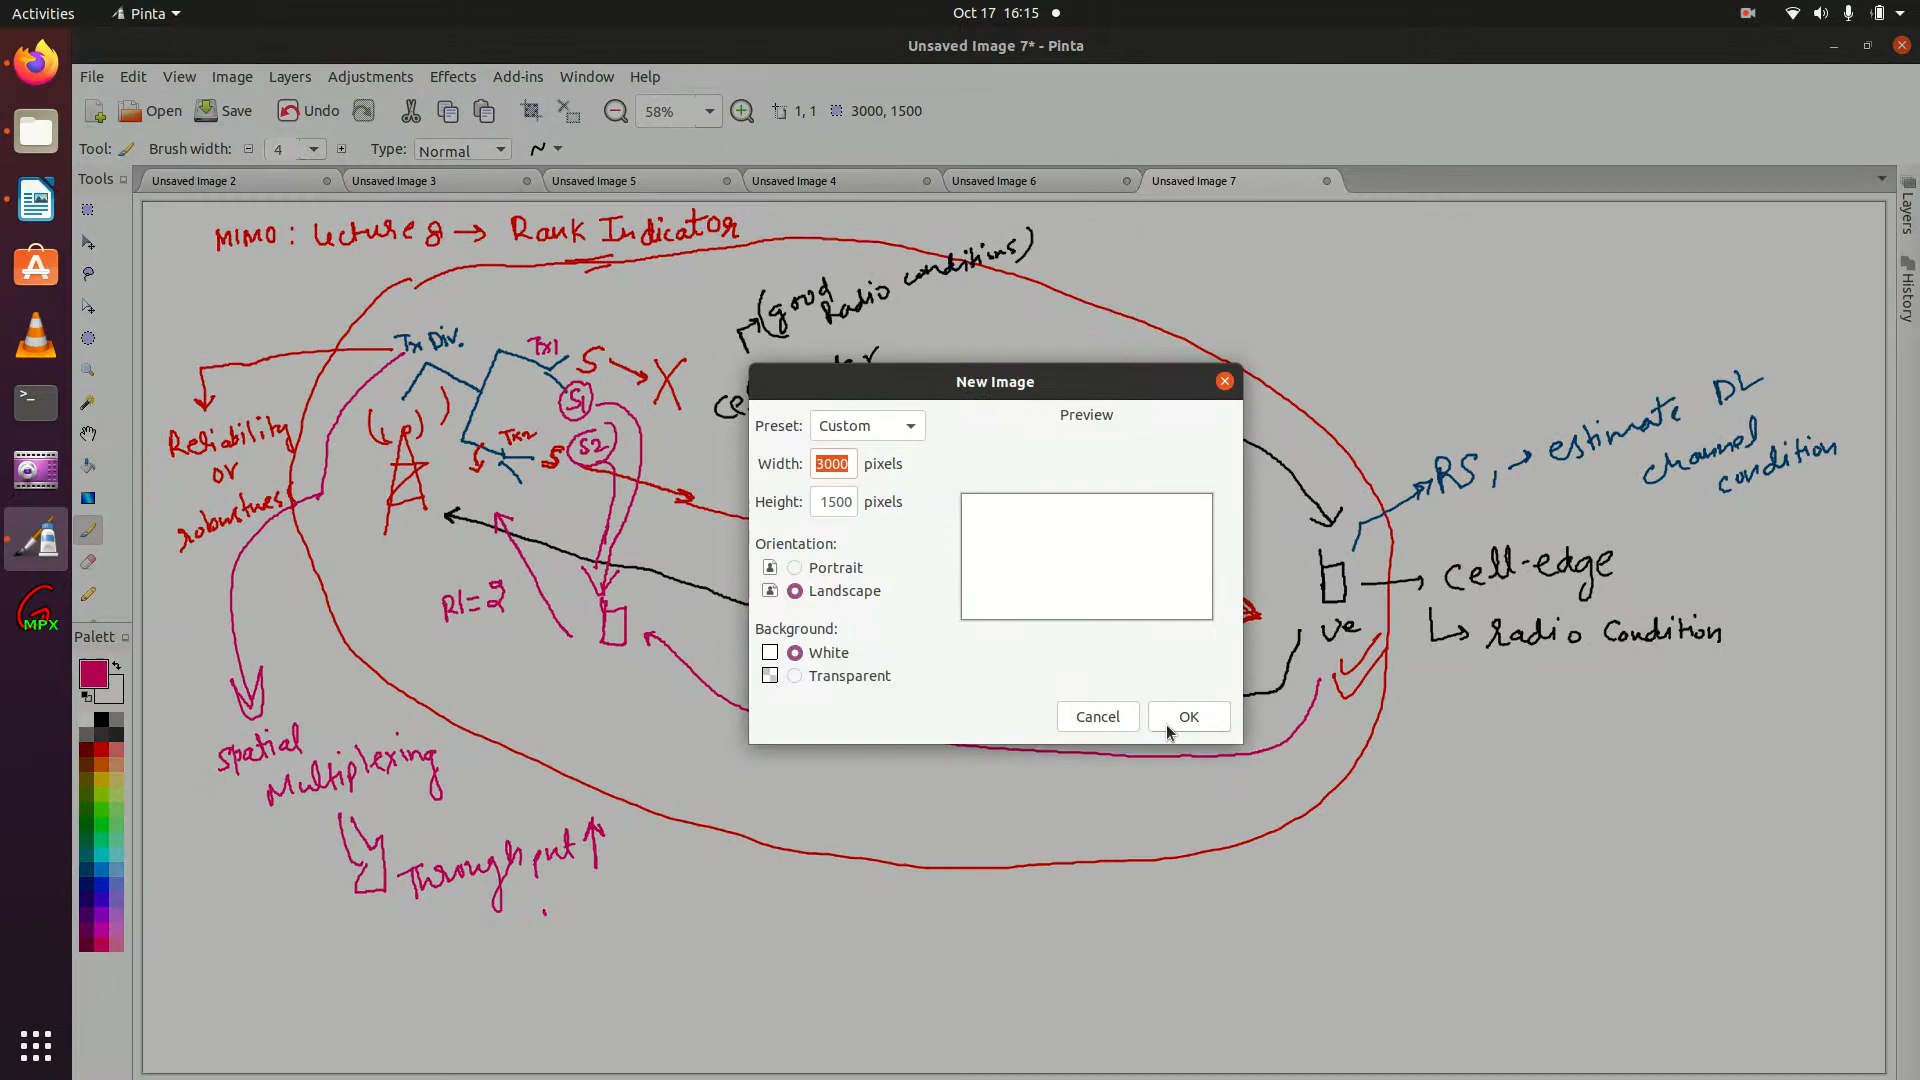 Activities
Pinta
Oct 17 16:15
Unsaved Image 7* - Pinta
File Edit View Image Layers Adjustments Effects Add-ins Window Help
Open Save Undo 58% 1, 1 3000, 1500
Tool: Brush width: 4 Type: Normal
Tools
Unsaved Image 2 Unsaved Image 3 Unsaved Image 5 Unsaved Image 4 Unsaved Image 6 Unsaved Image 7
Layers
History
Palett
>_
MPX
MIMO: Lecture 8 → Rank Indicator
(good
Radio conditions)
Tx Div.
Tx1
S → X
S1
Tx2
S
S2
Reliability
or
robustnes
RI=2
Spatial
Multiplexing
Throughput ↑
RS, → estimate DL
channel
condition
cell-edge
radio Condition
New Image
Preset: Custom
Preview
Width: 3000 pixels
Height: 1500 pixels
Orientation:
Portrait
Landscape
Background:
White
Transparent
Cancel OK